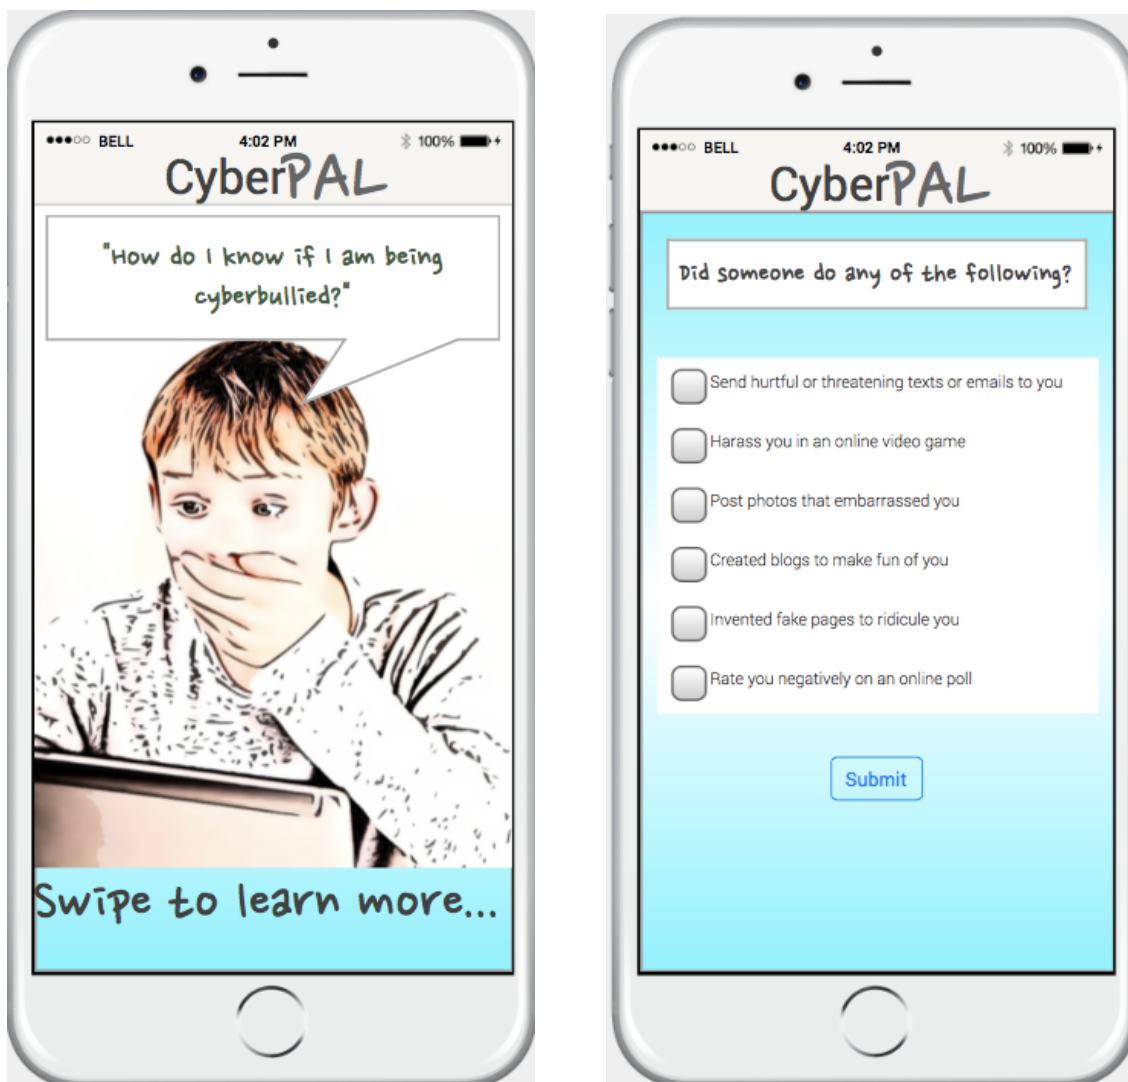 BELL 4:02 PM 100%
CyberPAL
"How do I know if I am being
cyberbullied?"
Swipe to learn more...
BELL 4:02 PM 100%
CyberPAL
Did someone do any of the following?
Send hurtful or threatening texts or emails to you
Harass you in an online video game
Post photos that embarrassed you
Created blogs to make fun of you
Invented fake pages to ridicule you
Rate you negatively on an online poll
Submit